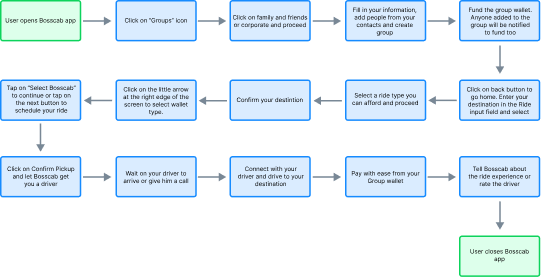 User opens Bosscab app
Click on "Groups" icon
Click on family and friends
or corporate and proceed
Fill in your information,
add people from your
contacts and create
group
Fund the group wallet.
Anyone added to the
group will be notified
to fund too
Click on back button to
go home. Enter your
destination in the Ride
input field and select
Select a ride type you
can afford and proceed
Confirm your destintion
Click on the little arrow
at the right edge of the
screen to select wallet
type.
Tap on "Select Bosscab"
to continue or tap on
the next button to
schedule your ride
Click on Confirm Pickup
and let Bosscab get
you a driver
Wait on your driver to
arrive or give him a call
Connect with your
driver and drive to your
destination
Pay with ease from your
Group wallet
Tell Bosscab about
the ride experience or
rate the driver
User closes Bosscab
app